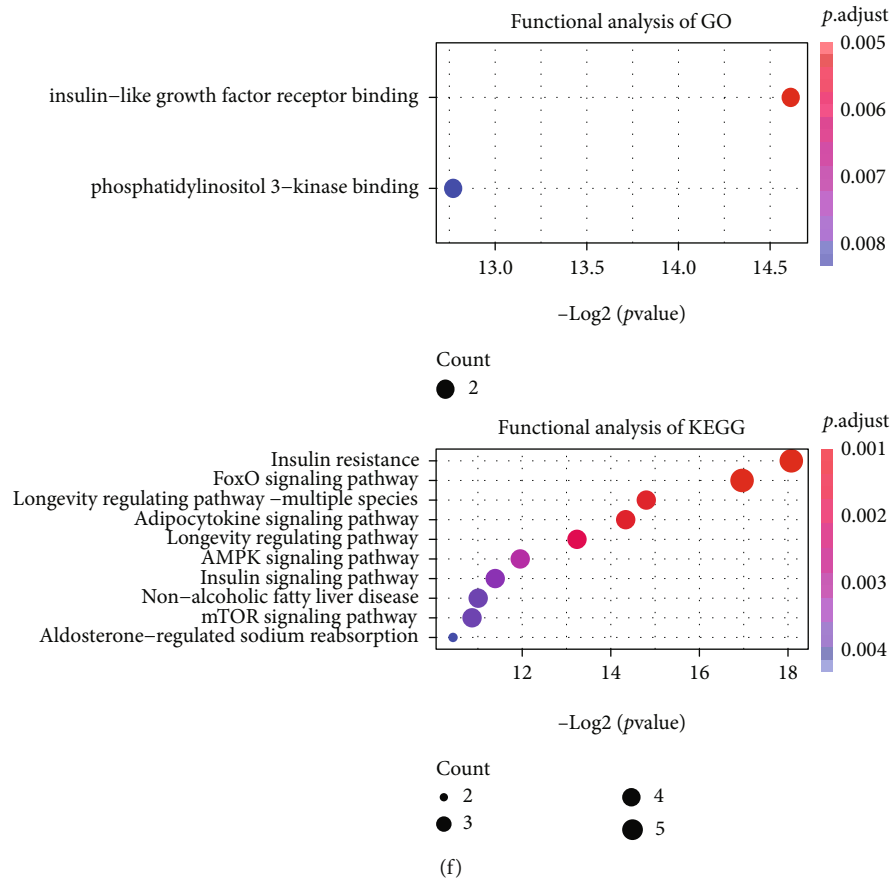 Functional analysis of GO
p.adjust
insulin−like growth factor receptor binding
phosphatidylinositol 3−kinase binding
0.005
0.006
0.007
0.008
13.0 13.5 14.0 14.5
−Log2 (pvalue)
Count
2
Functional analysis of KEGG
p.adjust
Insulin resistance
FoxO signaling pathway
Longevity regulating pathway −multiple species
Adipocytokine signaling pathway
Longevity regulating pathway
AMPK signaling pathway
Insulin signaling pathway
Non−alcoholic fatty liver disease
mTOR signaling pathway
Aldosterone−regulated sodium reabsorption
0.001
0.002
0.003
0.004
12 14 16 18
−Log2 (pvalue)
Count
2 4
3 5
(f)